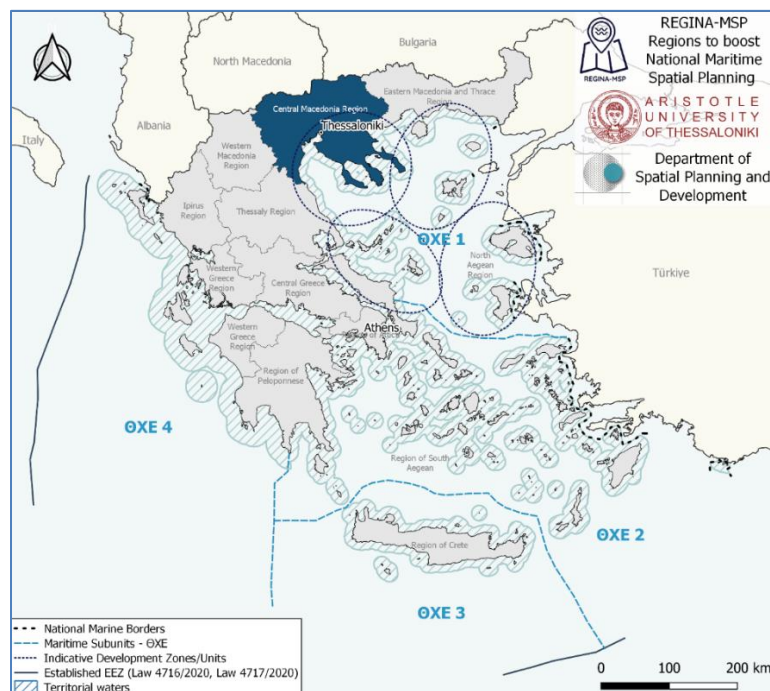 REGINA-MSP
Regions to boost
National Maritime
Spatial Planning
REGINA-MSP
ARISTOTLE
UNIVERSITY
OF THESSALONIKI
Department of
Spatial Planning and
Development
Bulgaria
North Macedonia
Albania
Italy
Türkiye
Eastern Macedonia and Thrace
Region
Central Macedonia Region
Thessaloniki
Western
Macedonia
Region
Ipirus
Region
Thessaly Region
ΘΧΕ 1
North
Aegean
Region
Western
Greece
Region
Central Greece
Region
Athens
Western
Greece
Region
Region of
Peloponnese
ΘΧΕ 4
Region of South
Aegean
ΘΧΕ 2
Region of Crete
ΘΧΕ 3
National Marine Borders
Maritime Subunits - ΘΧΕ
Indicative Development Zones/Units
Established EEZ (Law 4716/2020, Law 4717/2020)
Territorial waters
0 100 200 km